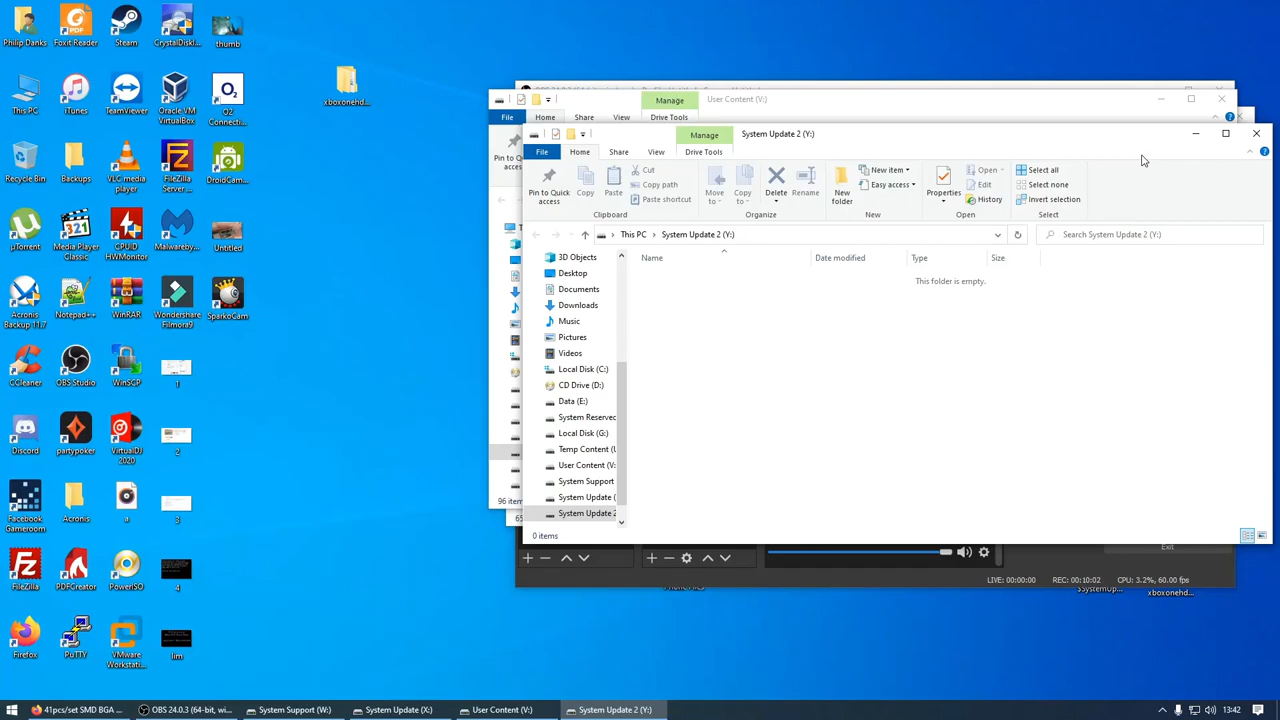 Philip Danks
Foxit Reader
Steam
CrystalDiskI...
thumb
This PC
iTunes
TeamViewer
Oracle VM
VirtualBox
O2
Connecti...
Recycle Bin
Backups
VLC media
player
FileZilla
Server ...
DroidCam...
µTorrent
Media Player
Classic
CPUID
HWMonitor
Malwareby...
Untitled
Acronis
Backup 11.7
Notepad++
WinRAR
Wondershare
Filmora9
SparkoCam
CCleaner
OBS Studio
WinSCP
1
Discord
partypoker
VirtualDJ
2020
2
Facebook
Gameroom
Acronis
a
3
FileZilla
PDFCreator
PowerISO
4
Firefox
PuTTY
VMware
Workstati...
lim
xboxonehd...
User Content (V:)
Manage
File
Home
Share
View
Drive Tools
Pin to Quick
access
96 item
65
Manage
System Update 2 (Y:)
File
Home
Share
View
Drive Tools
Pin to Quick
access
Copy
Paste
Cut
Copy path
Paste shortcut
Clipboard
Move
to
Copy
to
Delete
Rename
Organize
New
folder
New item
Easy access
New
Properties
Open
Edit
History
Open
Select all
Select none
Invert selection
Select
This PC > System Update 2 (Y:)
Search System Update 2 (Y:)
Name
Date modified
Type
Size
This folder is empty.
3D Objects
Desktop
Documents
Downloads
Music
Pictures
Videos
Local Disk (C:)
CD Drive (D:)
Data (E:)
System Reserved
Local Disk (G:)
Temp Content (U
User Content (V:
System Support
System Update (
System Update 2
0 items
Exit
LIVE: 00:00:00
REC: 00:10:02
CPU: 3.2%, 60.00 fps
$SystemUp...
xboxonehd...
41pcs/set SMD BGA ...
OBS 24.0.3 (64-bit, wi...
System Support (W:)
System Update (X:)
User Content (V:)
System Update 2 (Y:)
13:42